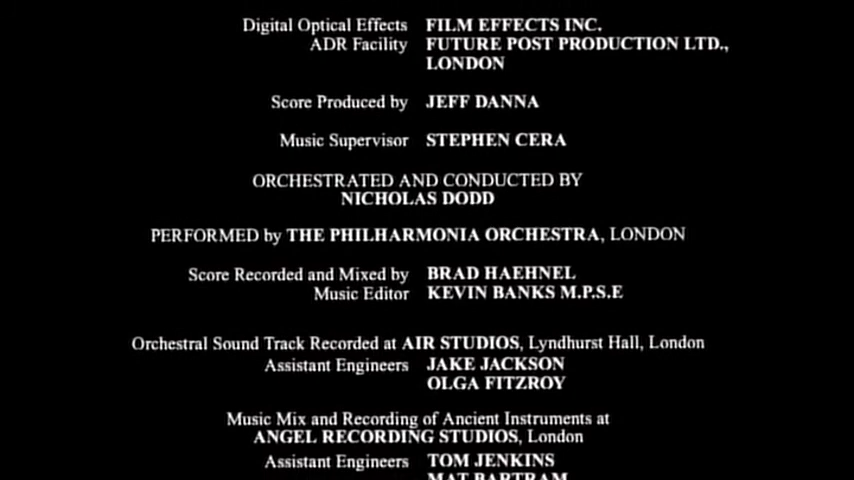 Digital Optical Effects FILM EFFECTS INC.
ADR Facility FUTURE POST PRODUCTION LTD.,
LONDON
Score Produced by JEFF DANNA
Music Supervisor STEPHEN CERA
ORCHESTRATED AND CONDUCTED BY
NICHOLAS DODD
PERFORMED by THE PHILHARMONIA ORCHESTRA, LONDON
Score Recorded and Mixed by BRAD HAEHNEL
Music Editor KEVIN BANKS M.P.S.E
Orchestral Sound Track Recorded at AIR STUDIOS, Lyndhurst Hall, London
Assistant Engineers JAKE JACKSON
OLGA FITZROY
Music Mix and Recording of Ancient Instruments at
ANGEL RECORDING STUDIOS, London
Assistant Engineers TOM JENKINS
MAT BARTRAM